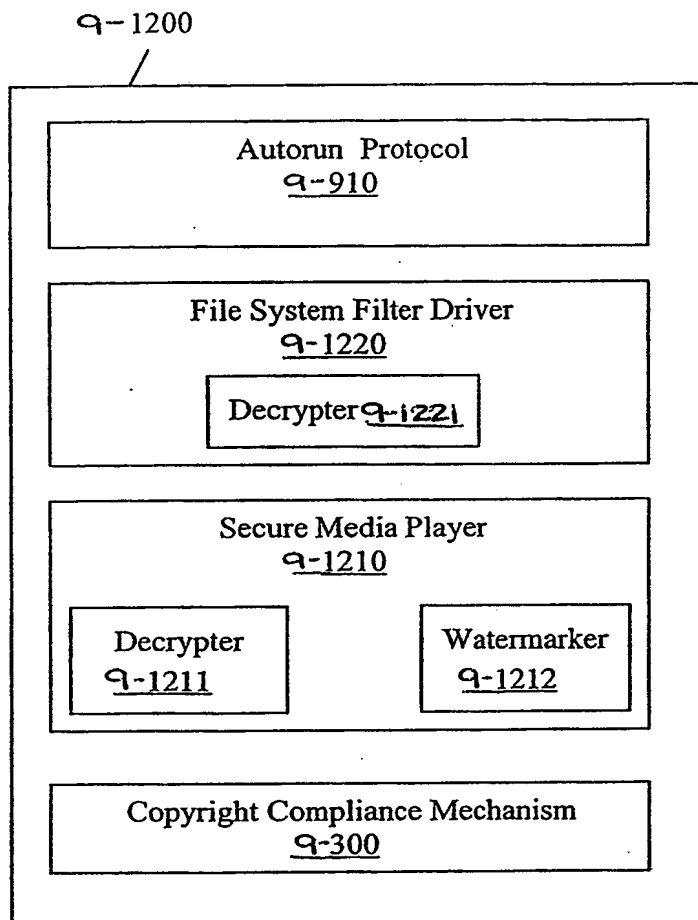 9-1200
Autorun Protocol
9-910
File System Filter Driver
9-1220
Decrypter 9-1221
Secure Media Player
9-1210
Decrypter
9-1211
Watermarker
9-1212
Copyright Compliance Mechanism
9-300